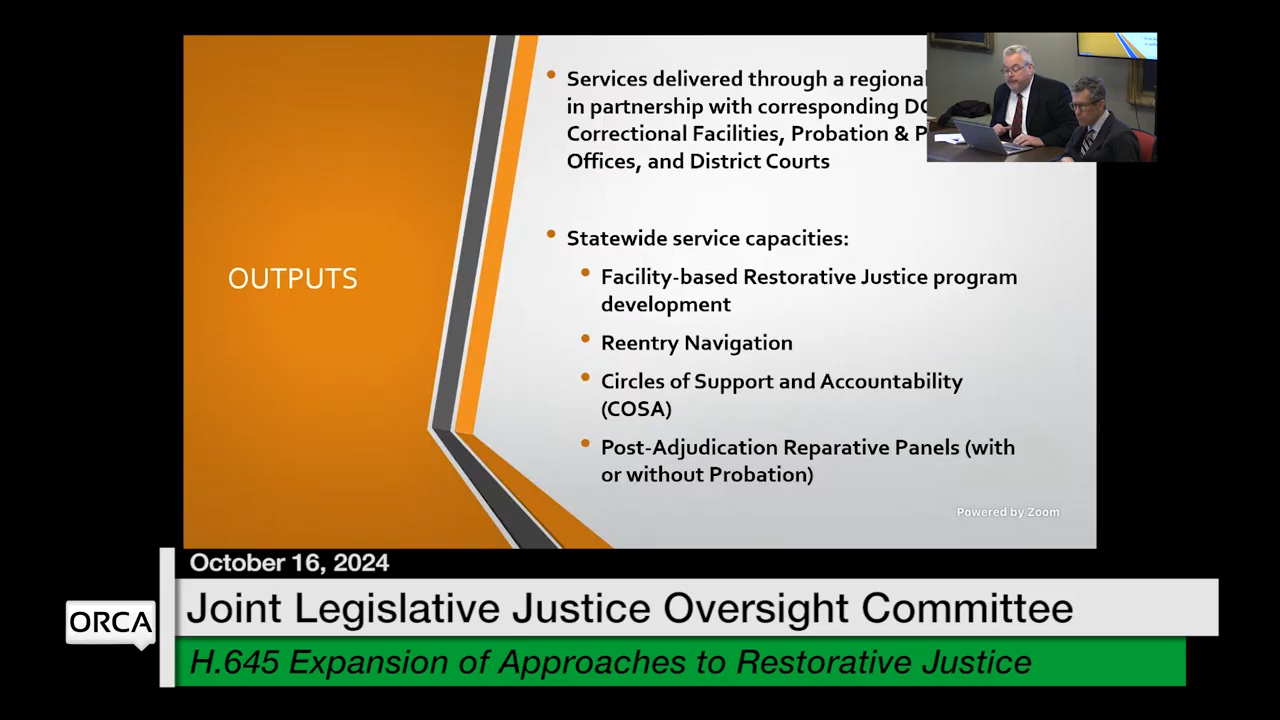 OUTPUTS
Services delivered through a regional
in partnership with corresponding
Correctional Facilities, Probation &
Offices, and District Courts
Statewide service capacities:
Facility-based Restorative Justice program
development
Reentry Navigation
Circles of Support and Accountability
(COSA)
Post-Adjudication Reparative Panels (with
or without Probation)
Powered by Zoom
October 16, 2024
ORCA
Joint Legislative Justice Oversight Committee
H.645 Expansion of Approaches to Restorative Justice